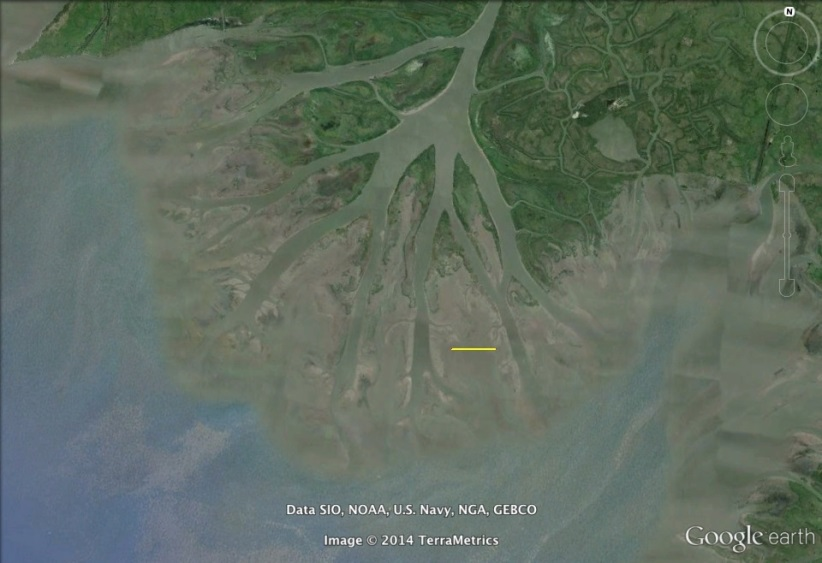 N
Data SIO, NOAA, U.S. Navy, NGA, GEBCO
Image © 2014 TerraMetrics
Google earth